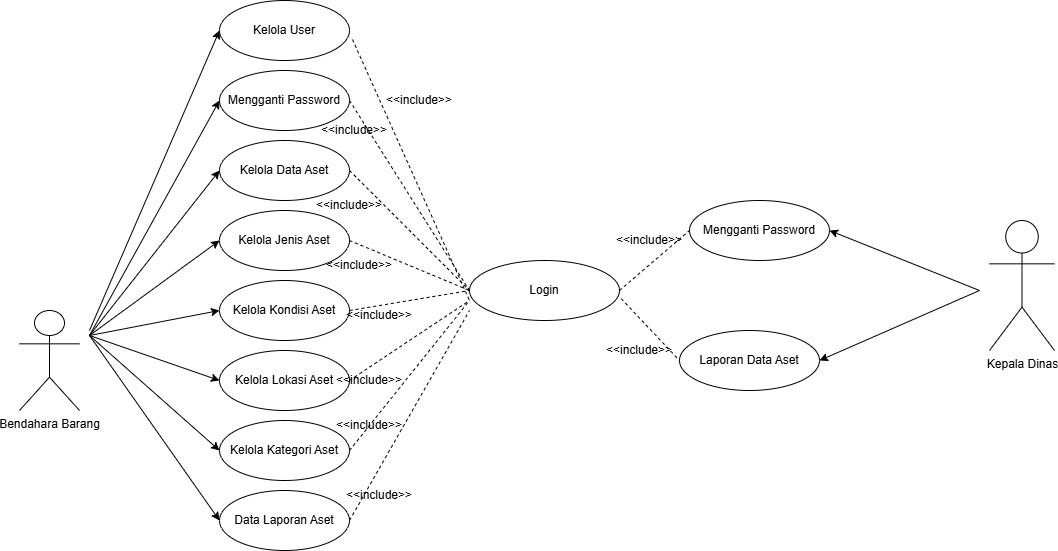 Kelola User
<<include>>
Mengganti Password
<<include>>
Kelola Data Aset
<<include>>
Kelola Jenis Aset
<<include>>
Kelola Kondisi Aset
<<include>>
Kelola Lokasi Aset
<<include>>
Kelola Kategori Aset
<<include>>
Data Laporan Aset
<<include>>
Bendahara Barang
Login
<<include>>
Mengganti Password
<<include>>
Laporan Data Aset
Kepala Dinas